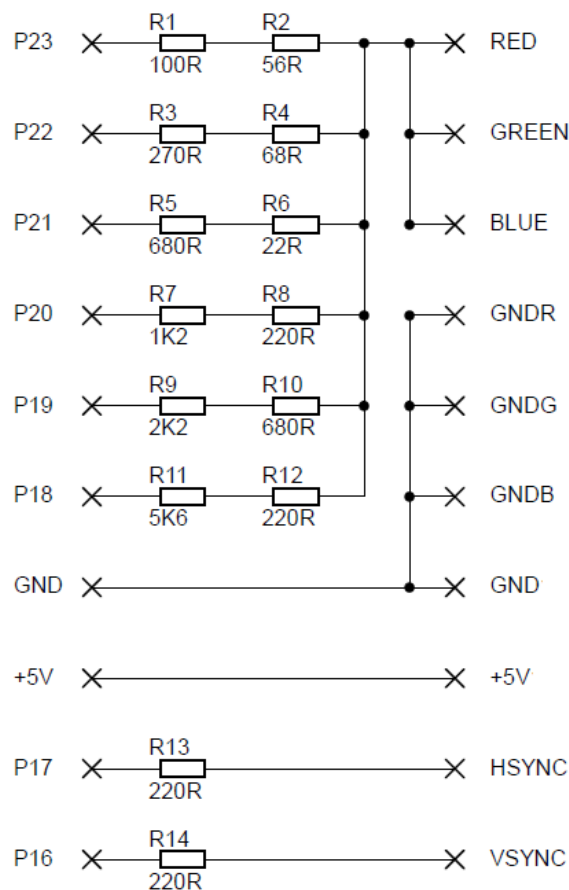 P23 R1 100R R2 56R RED
P22 R3 270R R4 68R GREEN
P21 R5 680R R6 22R BLUE
P20 R7 1K2 R8 220R GNDR
P19 R9 2K2 R10 680R GNDG
P18 R11 5K6 R12 220R GNDB
GND GND
+5V +5V
P17 R13 220R HSYNC
P16 R14 220R VSYNC